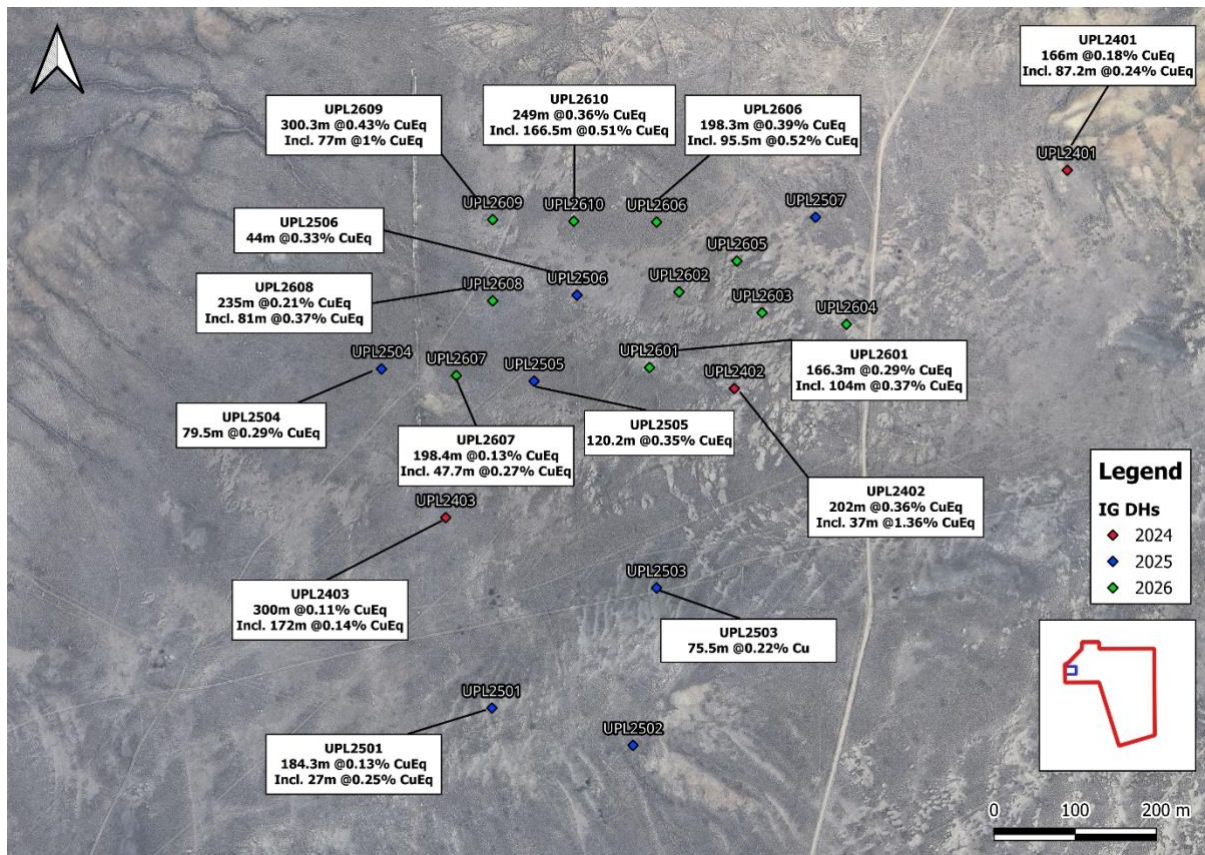 UPL2401
166m @0.18% CuEq
Incl. 87.2m @0.24% CuEq
UPL2609
300.3m @0.43% CuEq
Incl. 77m @1% CuEq
UPL2610
249m @0.36% CuEq
Incl. 166.5m @0.51% CuEq
UPL2606
198.3m @0.39% CuEq
Incl. 95.5m @0.52% CuEq
UPL2401
UPL2609
UPL2610
UPL2606
UPL2507
UPL2506
44m @0.33% CuEq
UPL2605
UPL2608
UPL2506
UPL2602
UPL2603
UPL2604
UPL2608
235m @0.21% CuEq
Incl. 81m @0.37% CuEq
UPL2504
UPL2607
UPL2505
UPL2601
UPL2402
UPL2601
166.3m @0.29% CuEq
Incl. 104m @0.37% CuEq
UPL2504
79.5m @0.29% CuEq
UPL2607
198.4m @0.13% CuEq
Incl. 47.7m @0.27% CuEq
UPL2505
120.2m @0.35% CuEq
UPL2402
202m @0.36% CuEq
Incl. 37m @1.36% CuEq
Legend
IG DHs
2024
2025
2026
UPL2403
UPL2403
300m @0.11% CuEq
Incl. 172m @0.14% CuEq
UPL2503
UPL2503
75.5m @0.22% Cu
UPL2501
UPL2502
UPL2501
184.3m @0.13% CuEq
Incl. 27m @0.25% CuEq
0 100 200 m